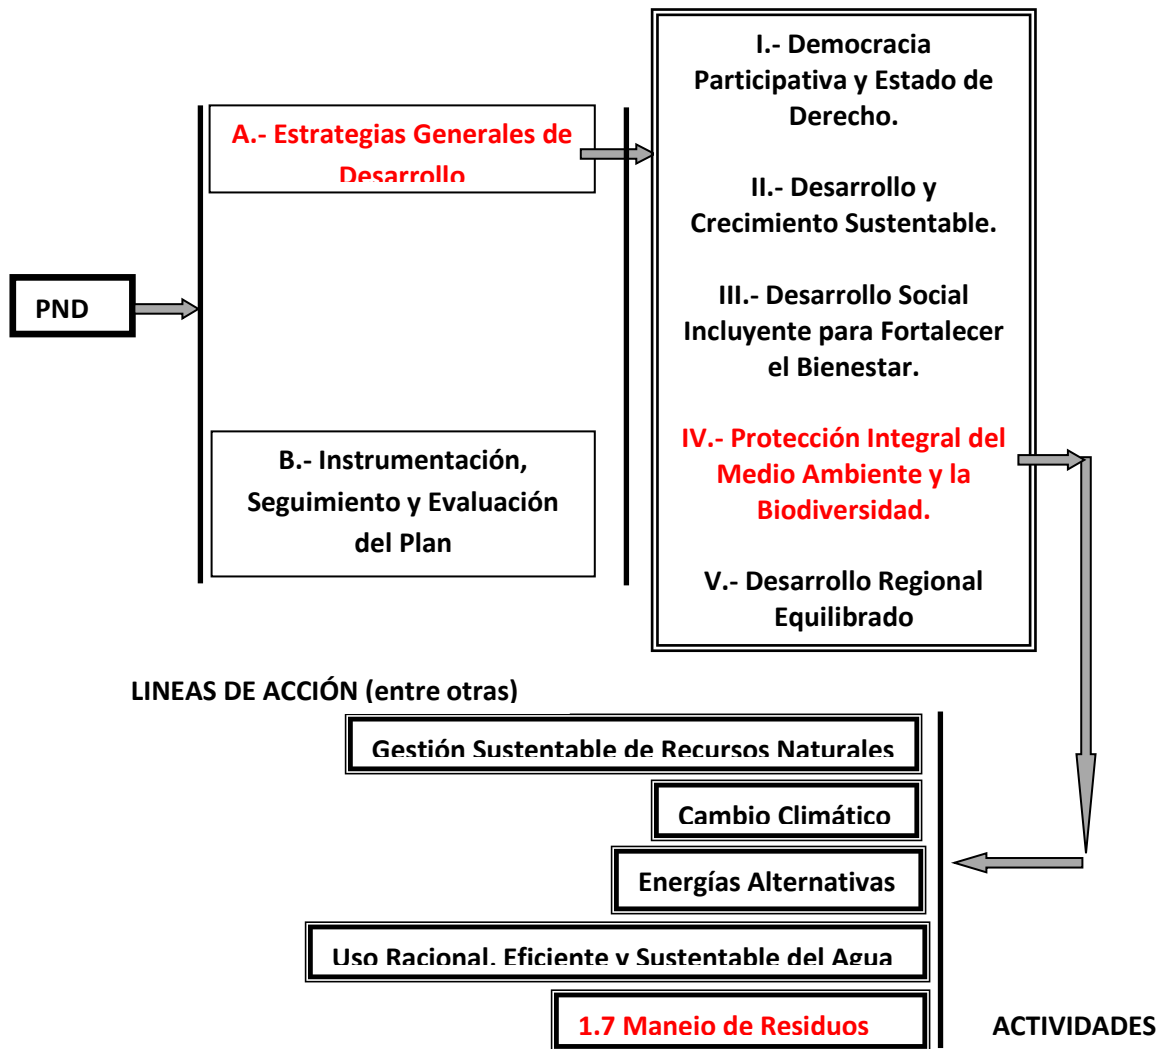 I.- Democracia
Participativa y Estado de
Derecho.
II.- Desarrollo y
Crecimiento Sustentable.
III.- Desarrollo Social
Incluyente para Fortalecer
el Bienestar.
IV.- Protección Integral del
Medio Ambiente y la
Biodiversidad.
V.- Desarrollo Regional
Equilibrado
A.- Estrategias Generales de
Desarrollo
PND
B.- Instrumentación,
Seguimiento y Evaluación
del Plan
LINEAS DE ACCIÓN (entre otras)
Gestión Sustentable de Recursos Naturales
Cambio Climático
Energías Alternativas
Uso Racional, Eficiente y Sustentable del Agua
1.7 Manejo de Residuos
ACTIVIDADES